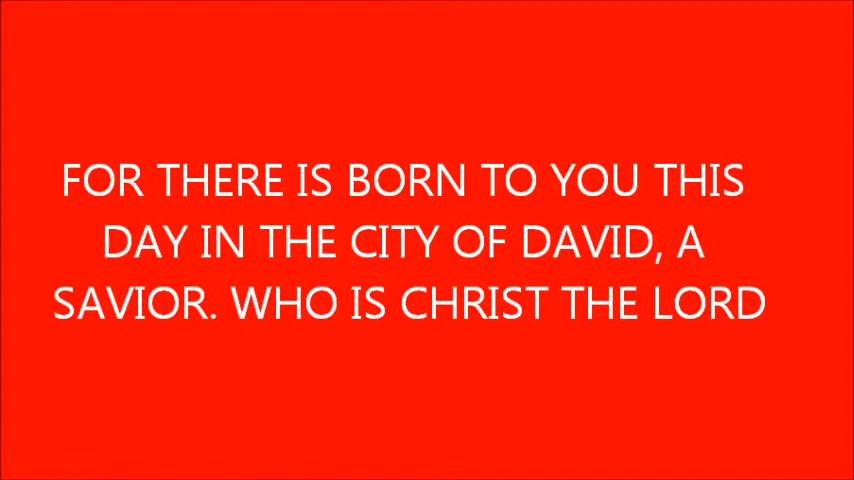 FOR THERE IS BORN TO YOU THIS
DAY IN THE CITY OF DAVID, A
SAVIOR. WHO IS CHRIST THE LORD